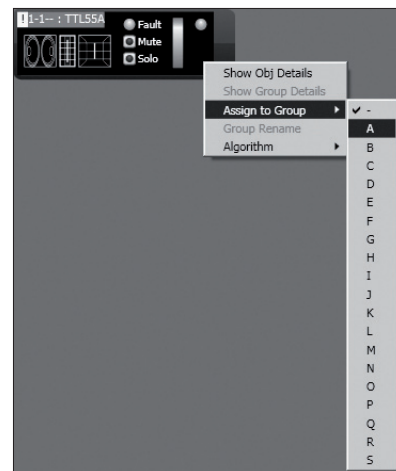 !1-1-- : TTL55A
Fault
Mute
Solo
Show Obj Details
Show Group Details
Assign to Group
Group Rename
Algorithm
-
A
B
C
D
E
F
G
H
I
J
K
L
M
N
O
P
Q
R
S